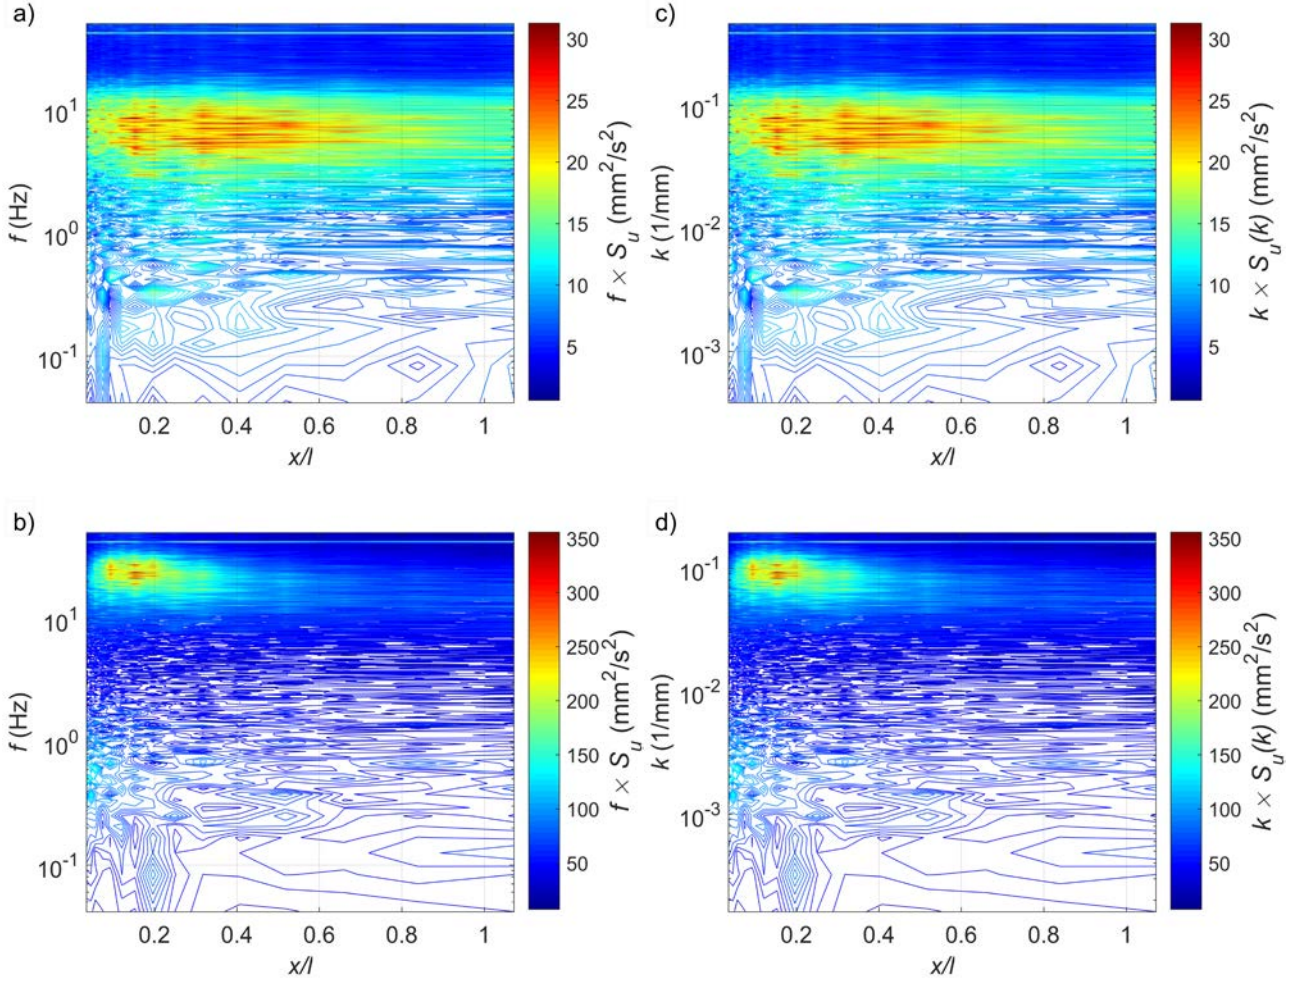 a)
f (Hz)
10^1
10^0
10^-1
0.2 0.4 0.6 0.8 1
x/l
30
25
20
15
10
5
f × S_u (mm^2/s^2)
c)
k (1/mm)
10^-1
10^-2
10^-3
0.2 0.4 0.6 0.8 1
x/l
30
25
20
15
10
5
k × S_u(k) (mm^2/s^2)
b)
f (Hz)
10^1
10^0
10^-1
0.2 0.4 0.6 0.8 1
x/l
350
300
250
200
150
100
50
f × S_u (mm^2/s^2)
d)
k (1/mm)
10^-1
10^-2
10^-3
0.2 0.4 0.6 0.8 1
x/l
350
300
250
200
150
100
50
k × S_u(k) (mm^2/s^2)